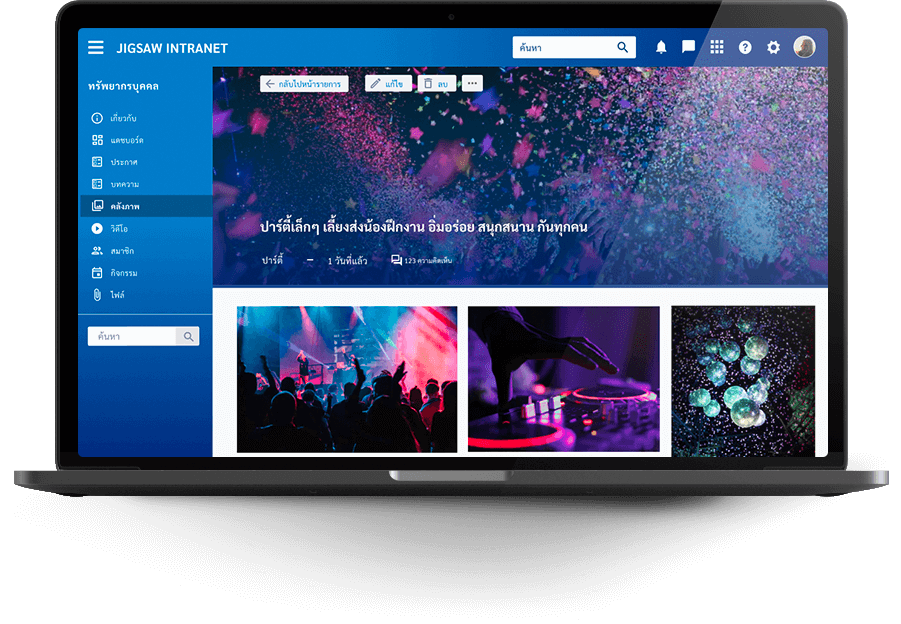 JIGSAW INTRANET
ค้นหา
ทรัพยากรบุคคล
เกี่ยวกับ
แดชบอร์ด
ประกาศ
บทความ
คลังภาพ
วิดีโอ
สมาชิก
กิจกรรม
ไฟล์
ค้นหา
กลับไปหน้ารายการ
แก้ไข
ลบ
ปาร์ตี้เล็กๆ เลี้ยงส่งน้องฝึกงาน อิ่มอร่อย สนุกสนาน กันทุกคน
ปาร์ตี้ – 1 วันที่แล้ว 123 ความคิดเห็น